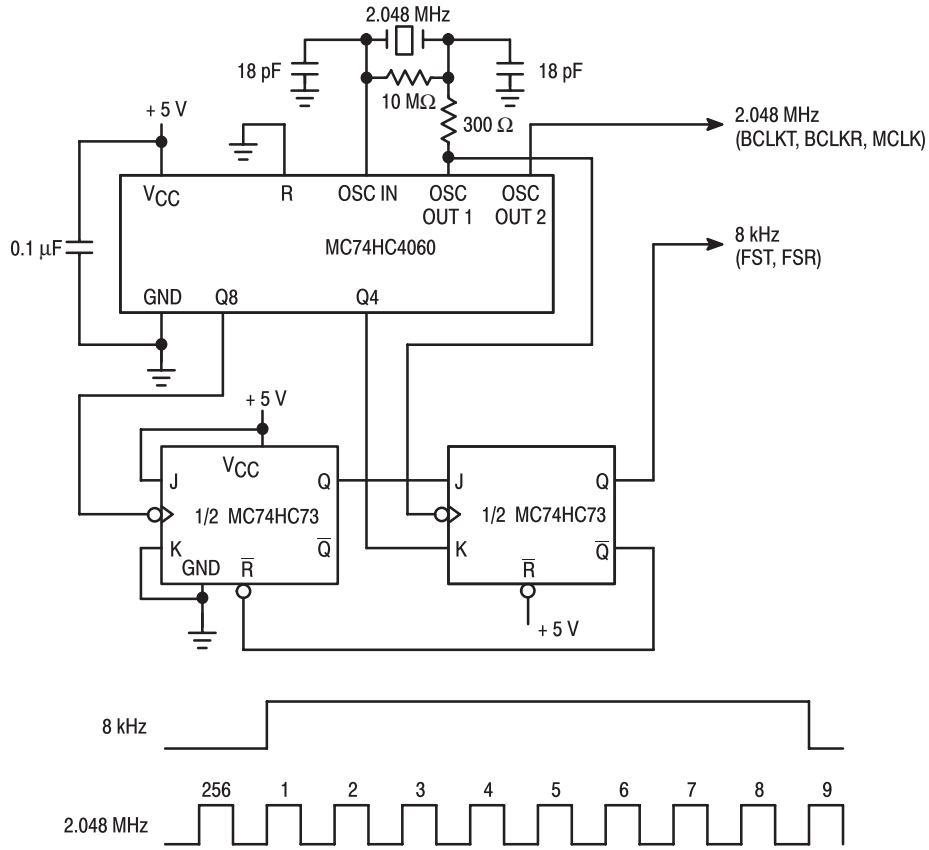 2.048 MHz
18 pF
18 pF
10 MΩ
+ 5 V
300 Ω
2.048 MHz
(BCLKT, BCLKR, MCLK)
VCC
R
OSC IN
OSC
OUT 1
OSC
OUT 2
0.1 µF
MC74HC4060
8 kHz
(FST, FSR)
GND
Q8
Q4
+ 5 V
VCC
J
Q
J
Q
1/2 MC74HC73
1/2 MC74HC73
K
Q̅
K
Q̅
GND
R̅
R̅
+ 5 V
8 kHz
256 1 2 3 4 5 6 7 8 9
2.048 MHz